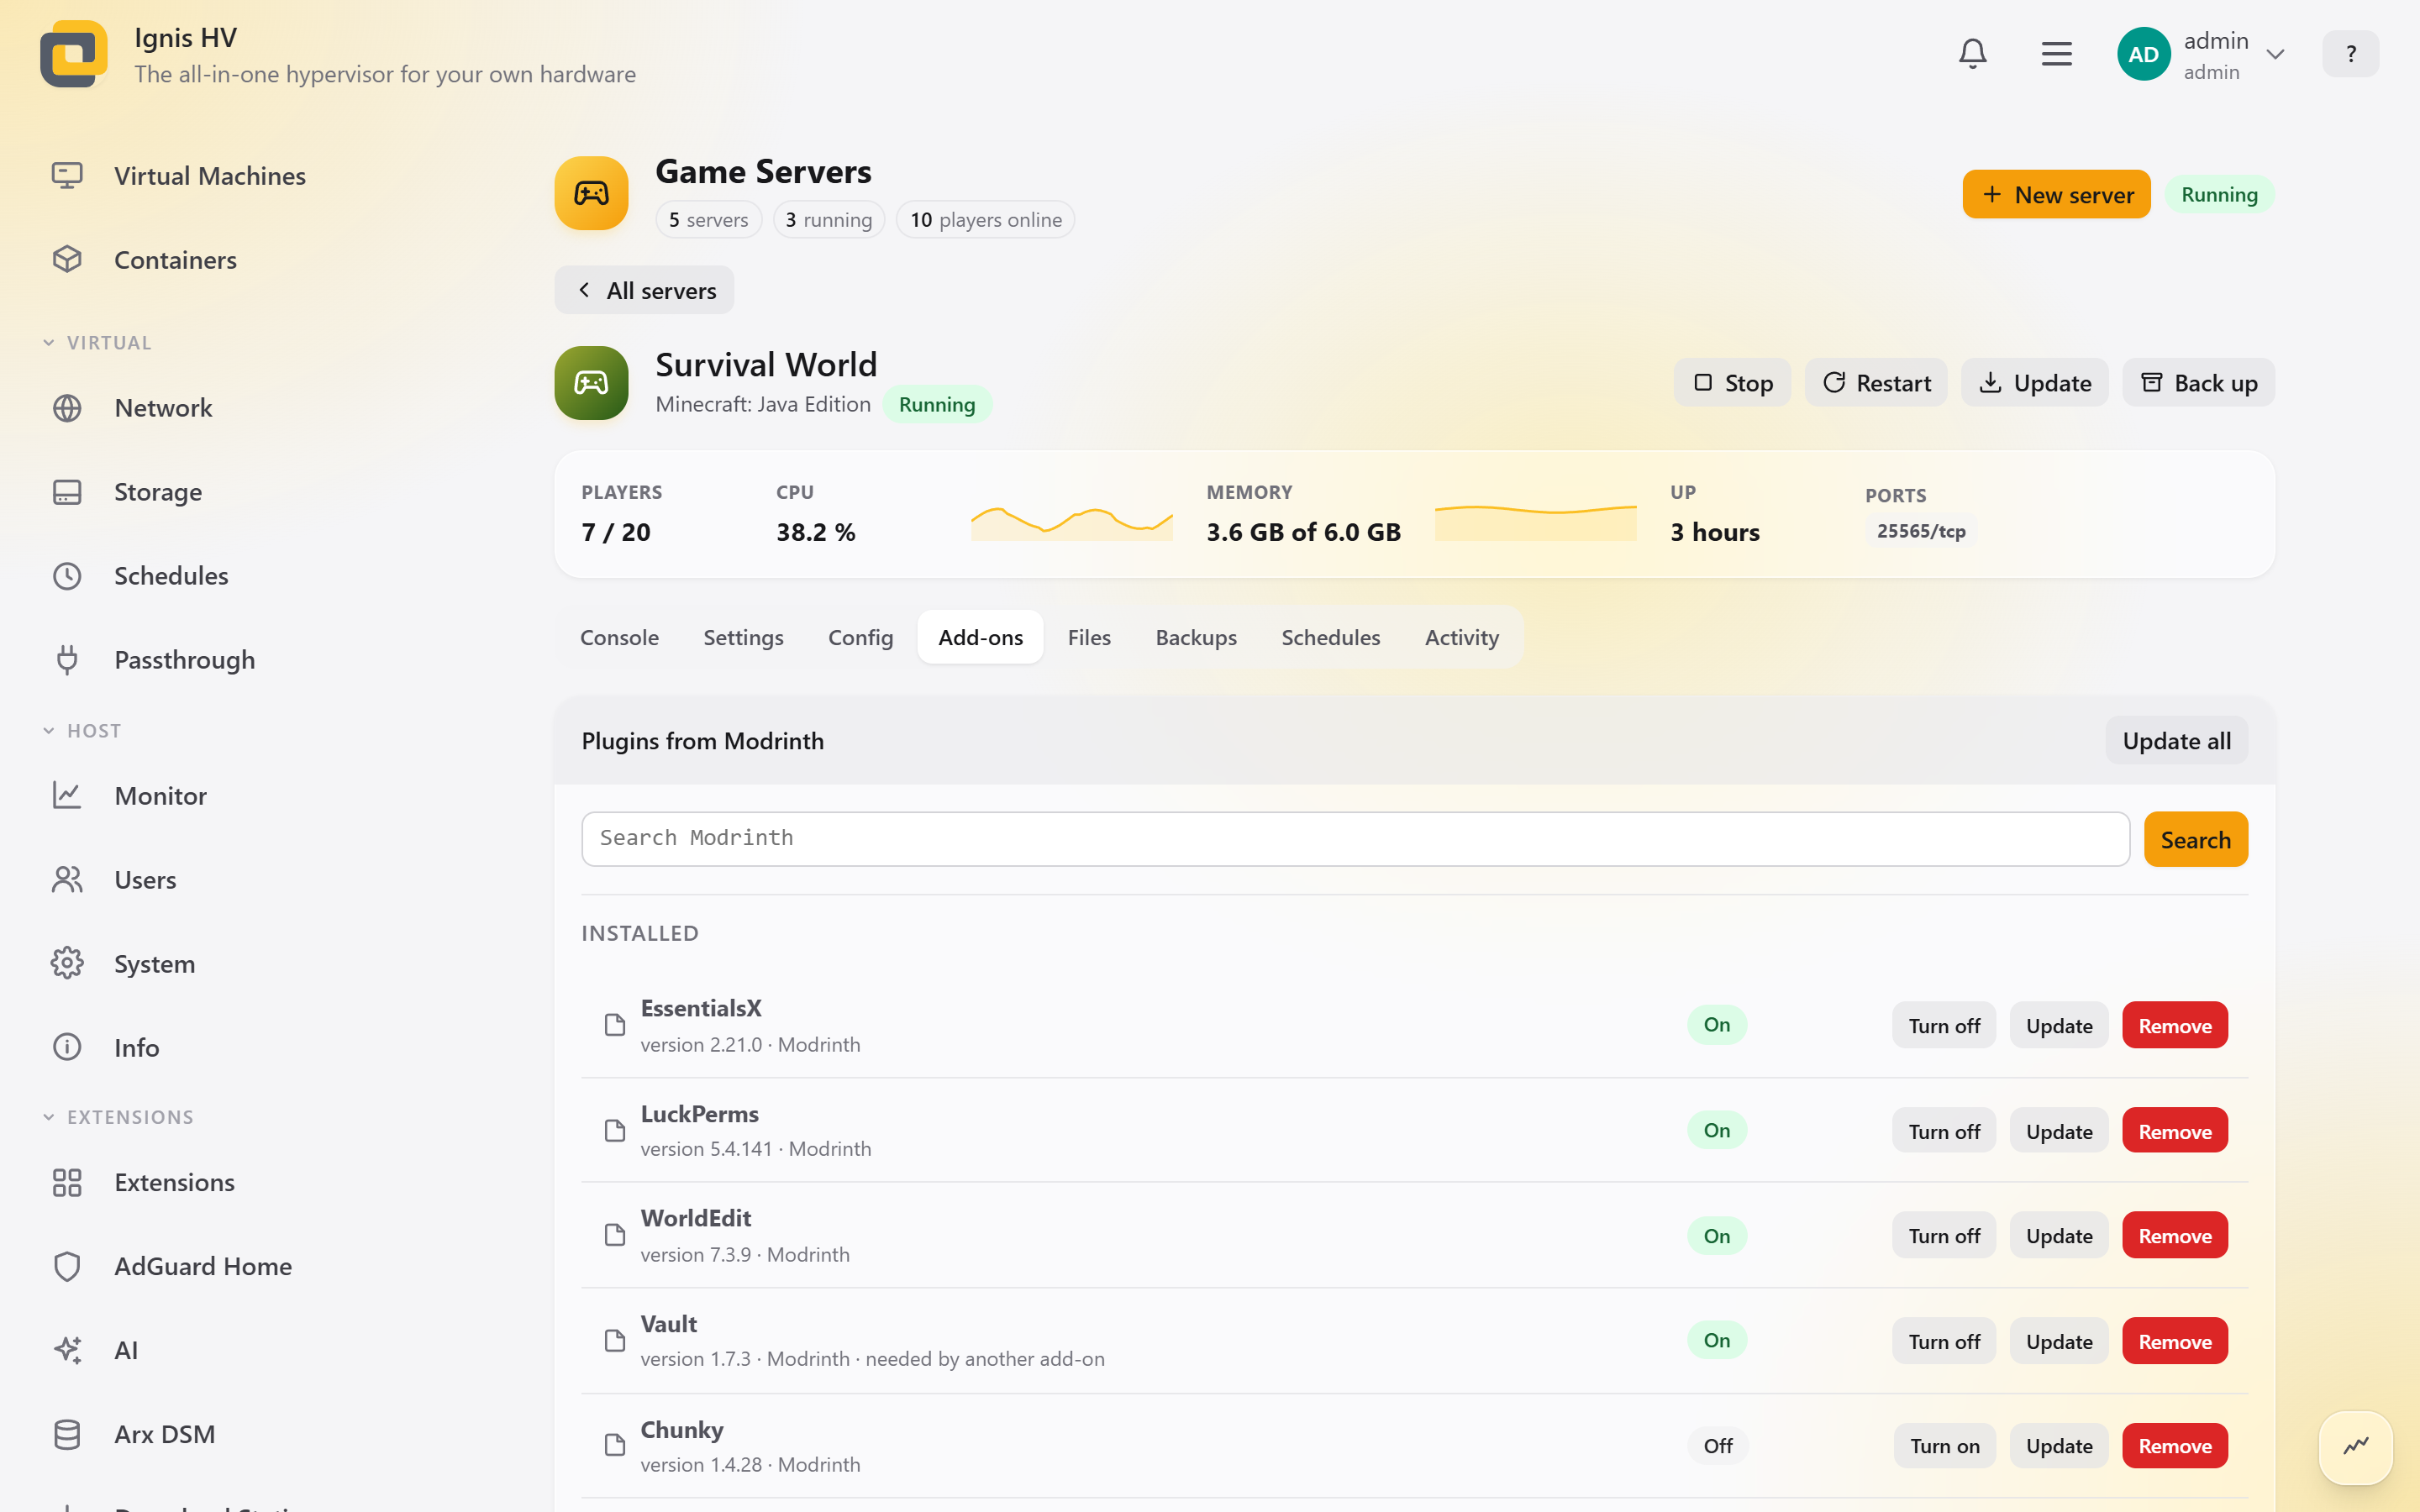 Ignis HV
The all-in-one hypervisor for your own hardware
AD
admin
admin
?
Virtual Machines
Containers
VIRTUAL
Network
Storage
Schedules
Passthrough
HOST
Monitor
Users
System
Info
EXTENSIONS
Extensions
AdGuard Home
AI
Arx DSM
Game Servers
5 servers
3 running
10 players online
New server
Running
All servers
Survival World
Minecraft: Java Edition
Running
Stop
Restart
Update
Back up
PLAYERS
7 / 20
CPU
38.2 %
MEMORY
3.6 GB of 6.0 GB
UP
3 hours
PORTS
25565/tcp
Console
Settings
Config
Add-ons
Files
Backups
Schedules
Activity
Plugins from Modrinth
Update all
Search Modrinth
Search
INSTALLED
EssentialsX
version 2.21.0 · Modrinth
On
Turn off
Update
Remove
LuckPerms
version 5.4.141 · Modrinth
On
Turn off
Update
Remove
WorldEdit
version 7.3.9 · Modrinth
On
Turn off
Update
Remove
Vault
version 1.7.3 · Modrinth · needed by another add-on
On
Turn off
Update
Remove
Chunky
version 1.4.28 · Modrinth
Off
Turn on
Update
Remove